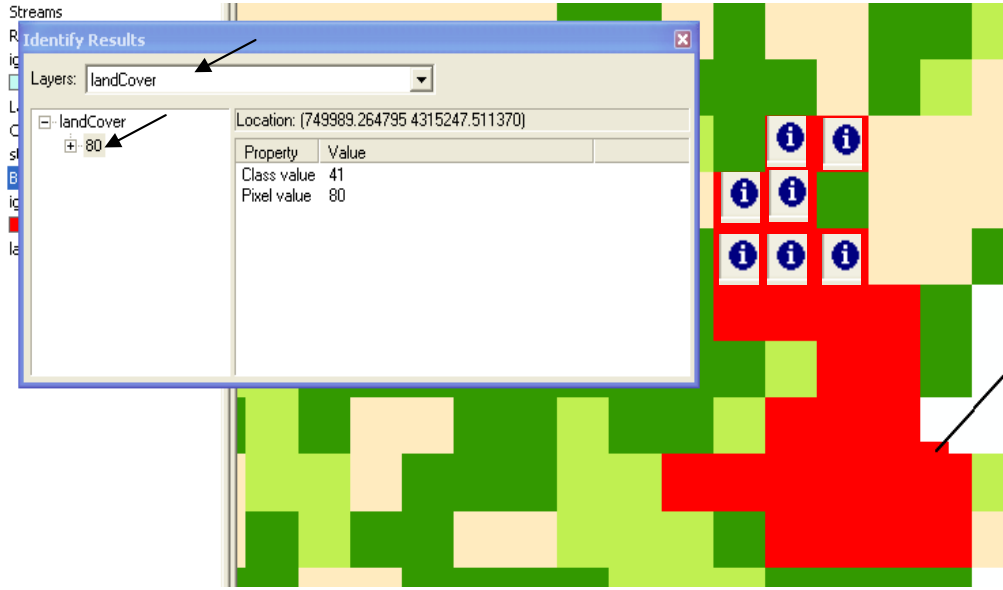 Streams
Identify Results
Layers: landCover
landCover
80
Location: (749989.264795 4315247.511370)
Property Value
Class value 41
Pixel value 80